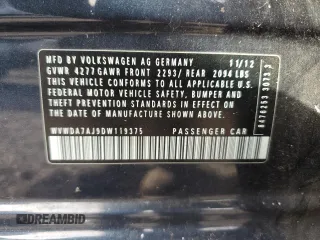 MFD. BY VOLKSWAGEN AG GERMANY 11/12
GVWR 4277 GAWR FRONT 2293/ REAR 2094 LBS
THIS VEHICLE CONFORMS TO ALL APPLICABLE U.S.
FEDERAL MOTOR VEHICLE SAFETY, BUMPER AND
THEFT PREVENTION STANDARDS IN EFFECT
ON THE DATE OF MANUFACTURE SHOWN ABOVE
WVWDA7AJ5DW119375 PASSENGER CAR
DREAMBID